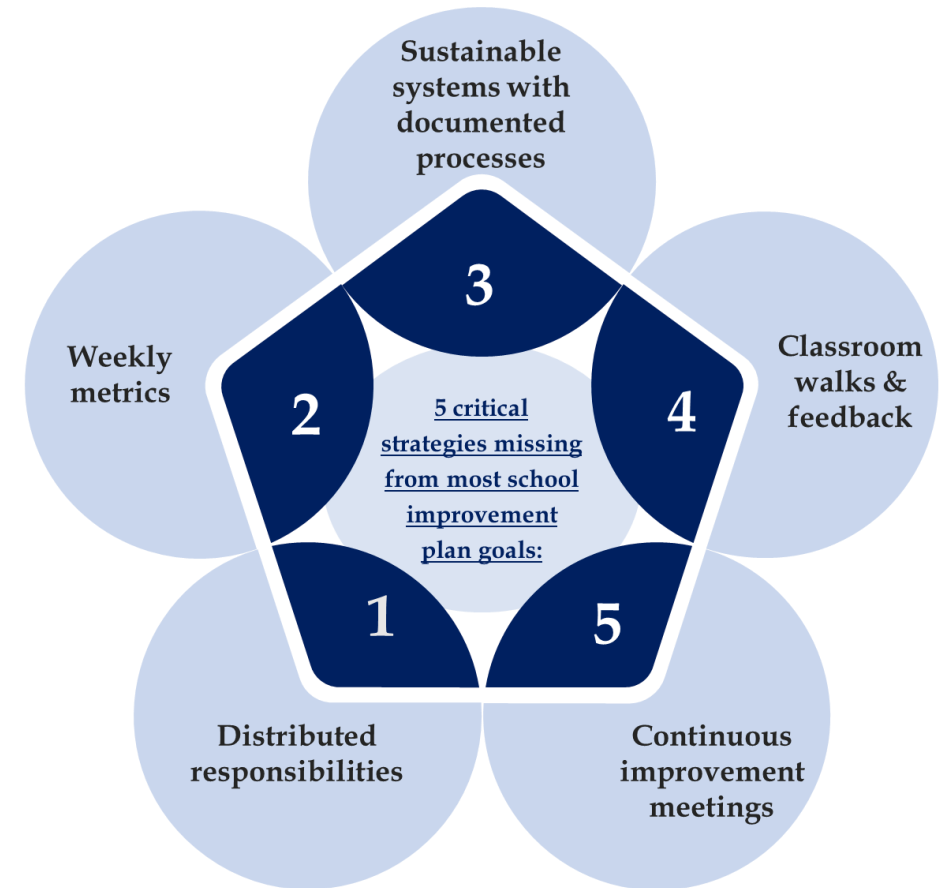 Sustainable
systems with
documented
processes
3
Weekly
metrics
2
Classroom
walks &
feedback
4
5 critical
strategies missing
from most school
improvement
plan goals:
1
5
Distributed
responsibilities
Continuous
improvement
meetings